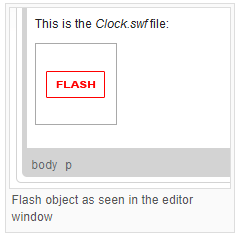 This is the Clock.swf file:
FLASH
body p
Flash object as seen in the editor
window